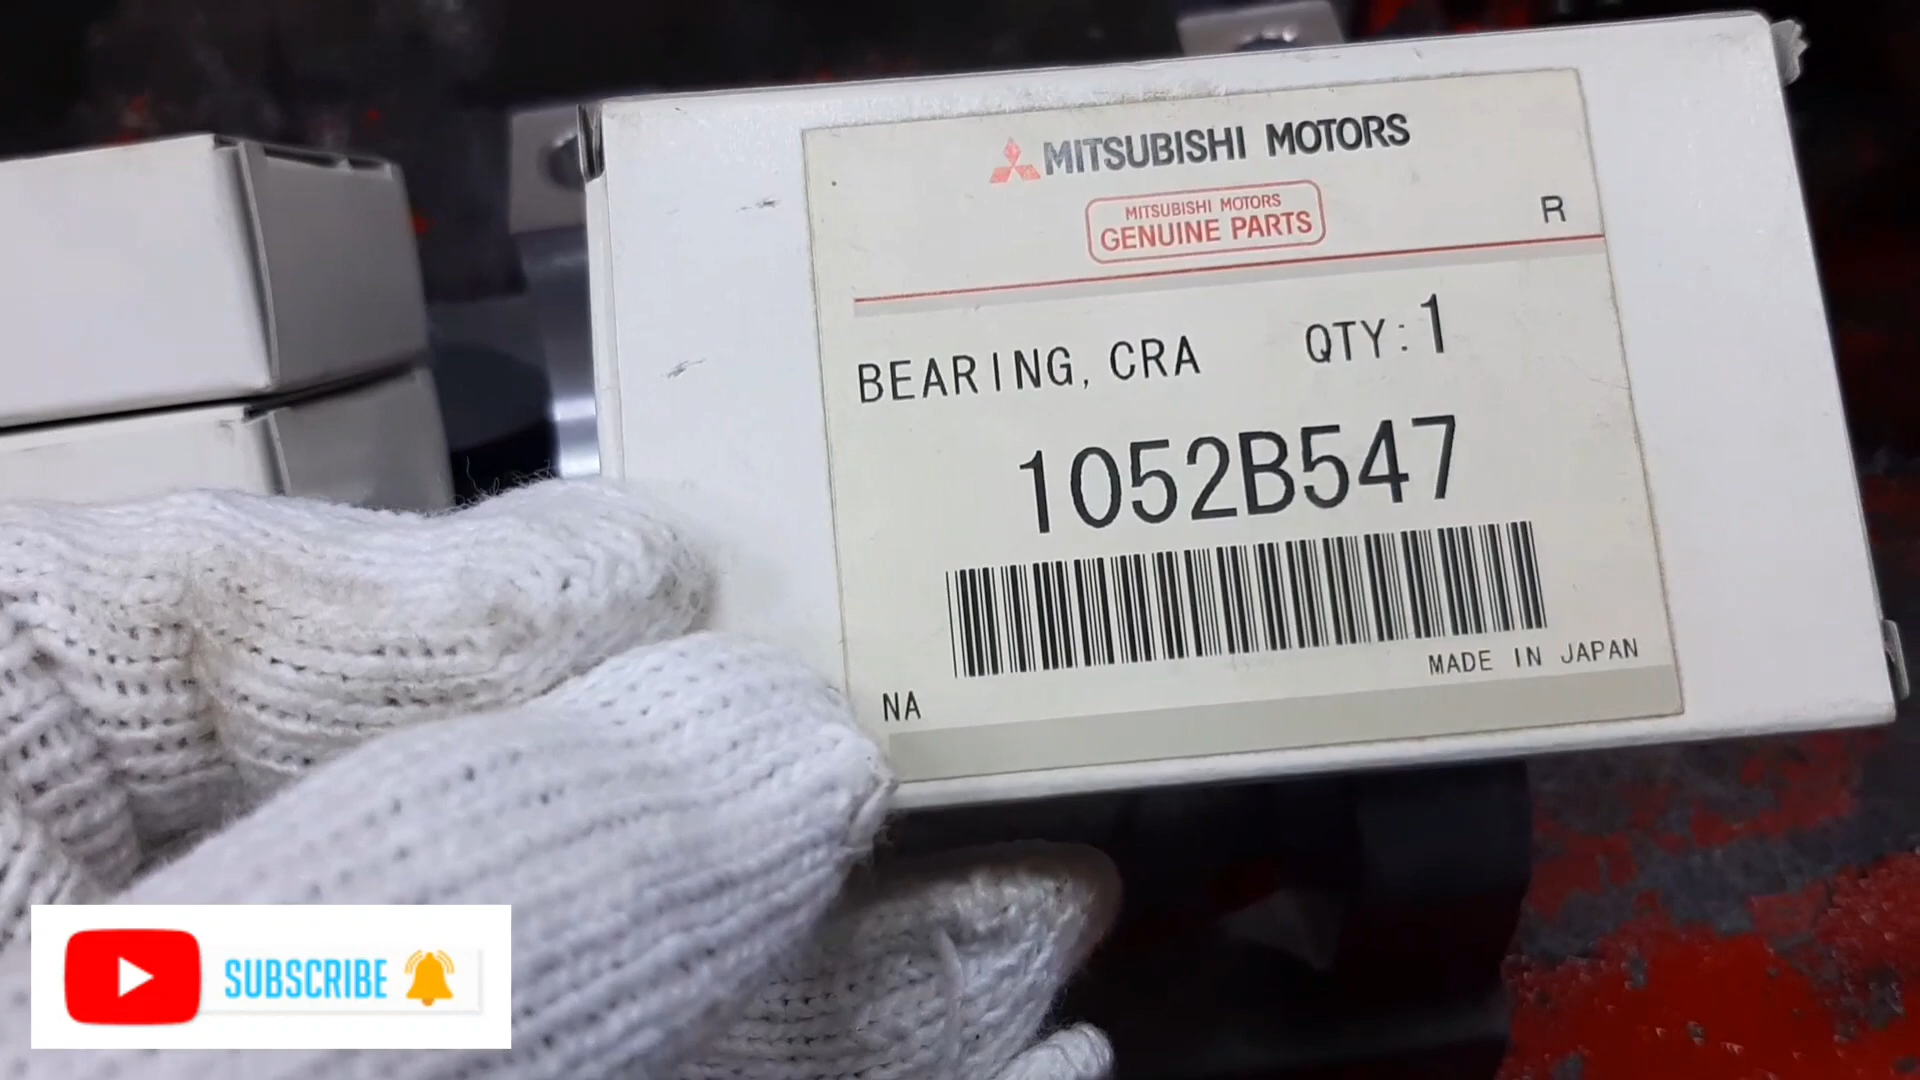 MITSUBISHI MOTORS
MITSUBISHI MOTORS
GENUINE PARTS
R
BEARING, CRA QTY: 1
1052B547
MADE IN JAPAN
NA
SUBSCRIBE